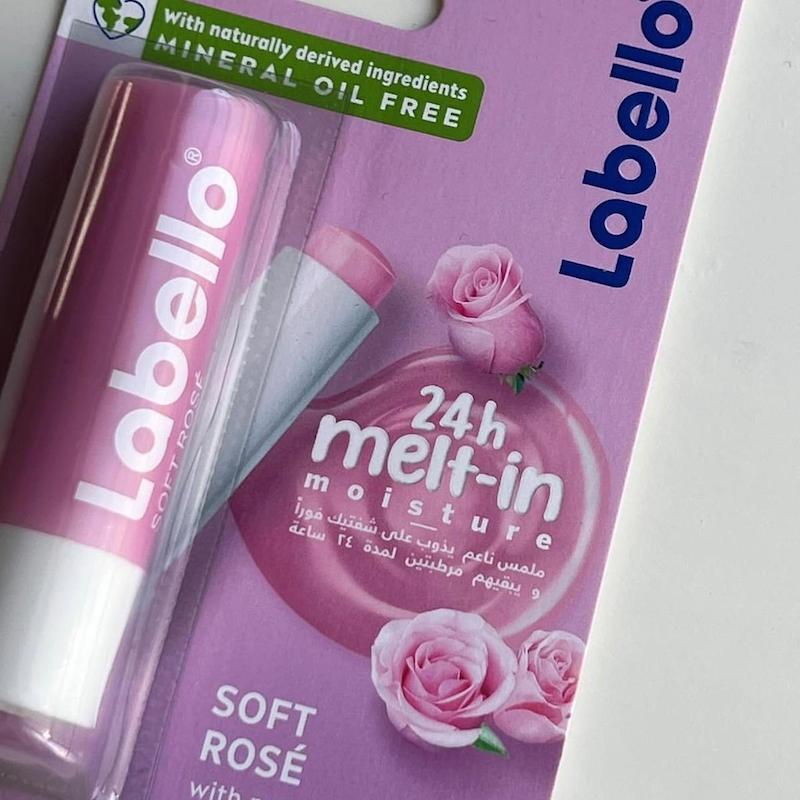 With naturally derived ingredients
MINERAL OIL FREE
Labello
Labello®
SOFT ROSÉ
24h
melt-in
moisture
ملمس ناعم يذوب على شفتيك فوراً
و يبقيهم مرطبتين لمدة ٢٤ ساعة
SOFT
ROSÉ
with